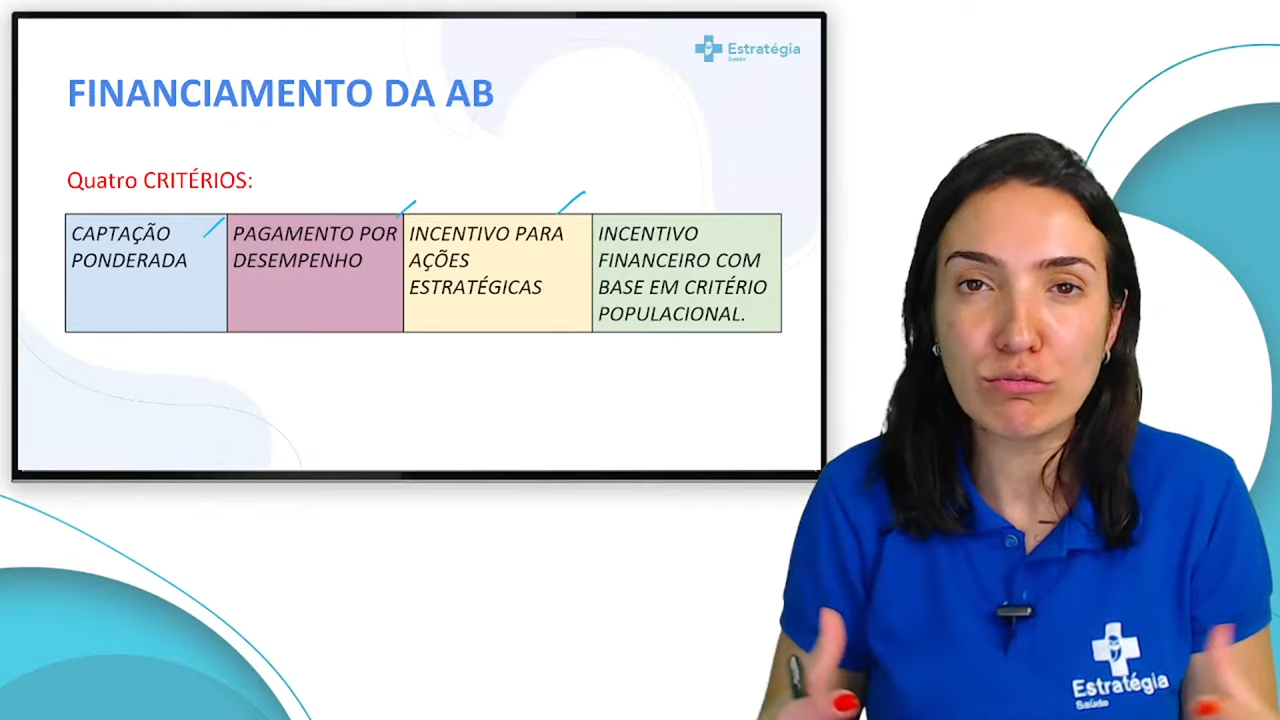 Estratégia
Saúde
FINANCIAMENTO DA AB
Quatro CRITÉRIOS:
CAPTAÇÃO
PONDERADA
PAGAMENTO POR
DESEMPENHO
INCENTIVO PARA
AÇÕES
ESTRATÉGICAS
INCENTIVO
FINANCEIRO COM
BASE EM CRITÉRIO
POPULACIONAL.
Estratégia
Saúde